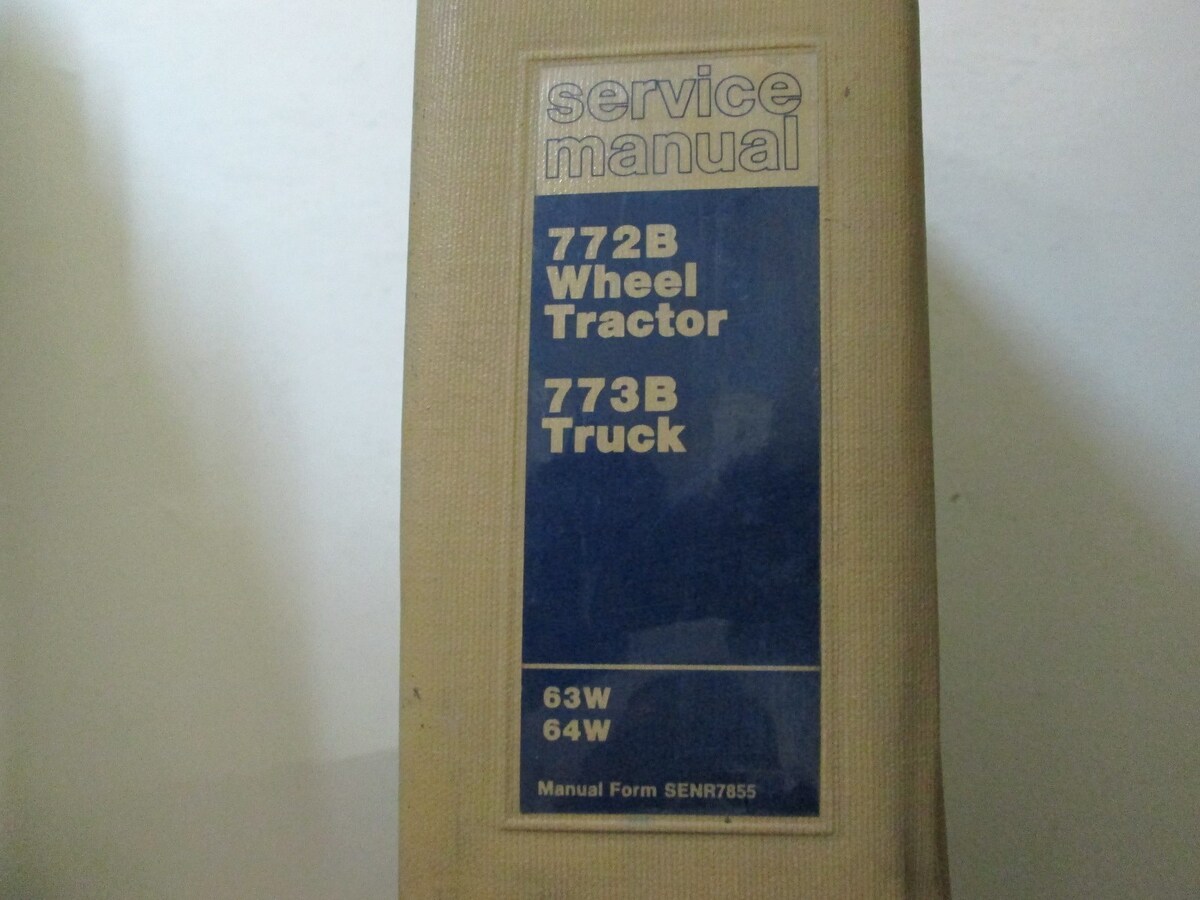 service
manual
772B
Wheel
Tractor
773B
Truck
63W
64W
Manual Form SENR7855